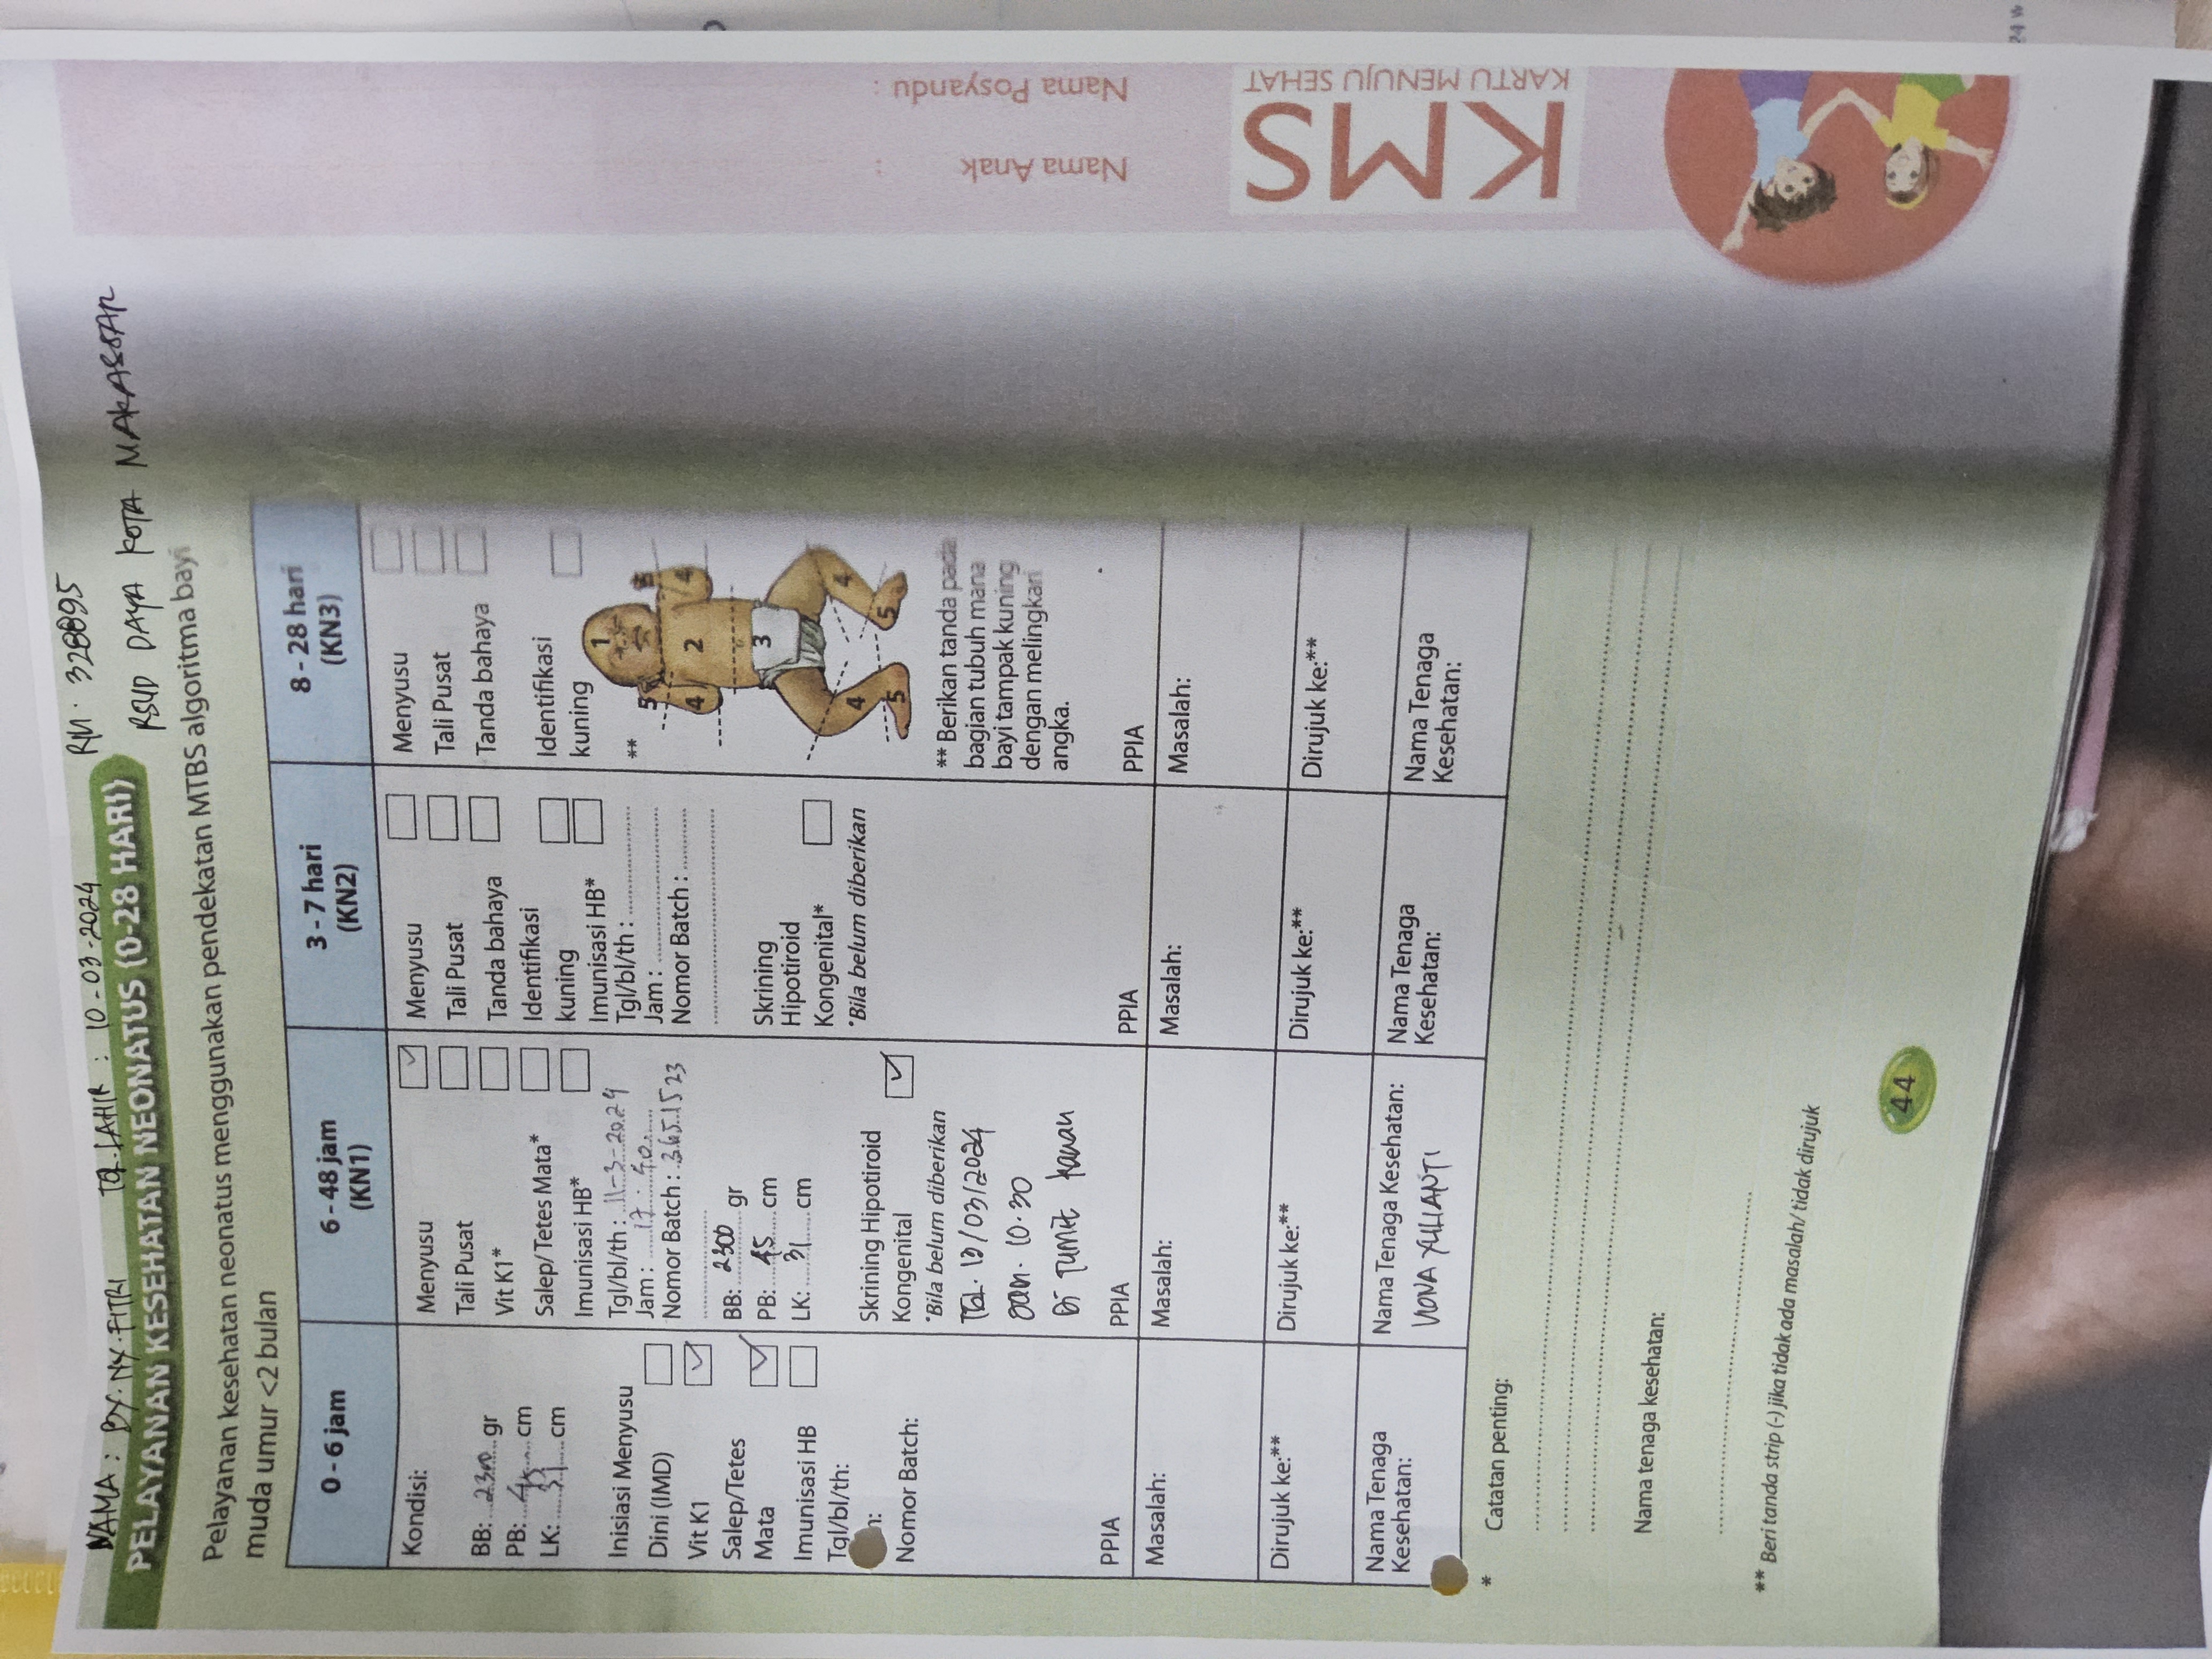 NAMA : BY. NY. FITRI TGL. LAHIR : 10-03-2024 RM. 328895
RSUD DAYA KOTA MAKASSAR
PELAYANAN KESEHATAN NEONATUS (0-28 HARI)
Pelayanan kesehatan neonatus menggunakan pendekatan MTBS algoritma bayi
muda umur <2 bulan
0 - 6 jam
Kondisi:
BB: 2300 gr
PB: 45 cm
LK: 31 cm
Inisiasi Menyusu
Dini (IMD)
Vit K1
Salep/Tetes
Mata
Imunisasi HB
Tgl/bl/th:
Nomor Batch:
PPIA
Masalah:
Dirujuk ke:**
Nama Tenaga
Kesehatan:
6 - 48 jam
(KN1)
Menyusu
Tali Pusat
Vit K1*
Salep/Tetes Mata*
Imunisasi HB*
Tgl/bl/th : 11-3-2024
Jam : 17.40
Nomor Batch : 3651523
BB: 2300 gr
PB: 45 cm
LK: 31 cm
Skrining Hipotiroid
Kongenital
*Bila belum diberikan
Tgl. 13/03/2024
Jam. 10.30
Di Tumit kanan
PPIA
Masalah:
Dirujuk ke:**
Nama Tenaga Kesehatan:
YULIANTI
3 - 7 hari
(KN2)
Menyusu
Tali Pusat
Tanda bahaya
Identifikasi
kuning
Imunisasi HB*
Tgl/bl/th :
Jam :
Nomor Batch :
Skrining
Hipotiroid
Kongenital*
*Bila belum diberikan
PPIA
Masalah:
Dirujuk ke:**
Nama Tenaga
Kesehatan:
8 - 28 hari
(KN3)
Menyusu
Tali Pusat
Tanda bahaya
Identifikasi
kuning
**
1
5 5
4 2 4
3
4 4
5 5
** Berikan tanda pada
bagian tubuh mana
bayi tampak kuning
dengan melingkari
angka.
PPIA
Masalah:
Dirujuk ke:**
Nama Tenaga
Kesehatan:
* Catatan penting:
Nama tenaga kesehatan:
** Beri tanda strip (-) jika tidak ada masalah/ tidak dirujuk
44
KMS
KARTU MENUJU SEHAT
Nama Anak :
Nama Posyandu :